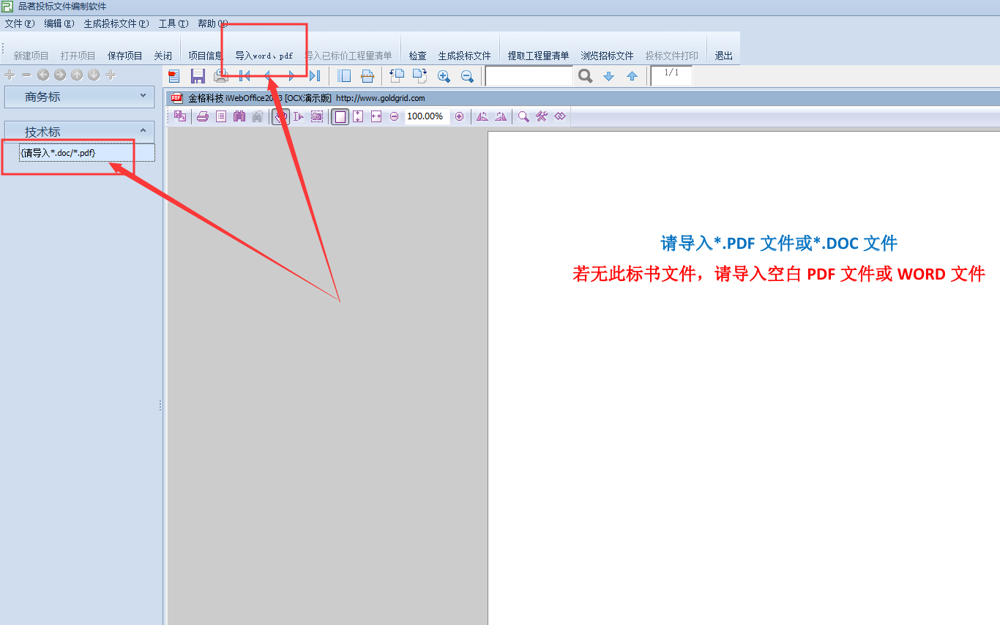 品茗投标文件编制软件
文件(F) 编辑(E) 生成投标文件(P) 工具(T) 帮助(H)
新建项目 打开项目 保存项目 关闭 项目信息 导入word、pdf 导入已标价工程量清单 检查 生成投标文件 提取工程量清单 浏览招标文件 投标文件打印 退出
1/1
商务标
金格科技 iWebOffice2003 [OCX演示版] http://www.goldgrid.com
100.00%
技术标
{请导入*.doc/*.pdf}
请导入*.PDF 文件或*.DOC 文件
若无此标书文件，请导入空白 PDF 文件或 WORD 文件